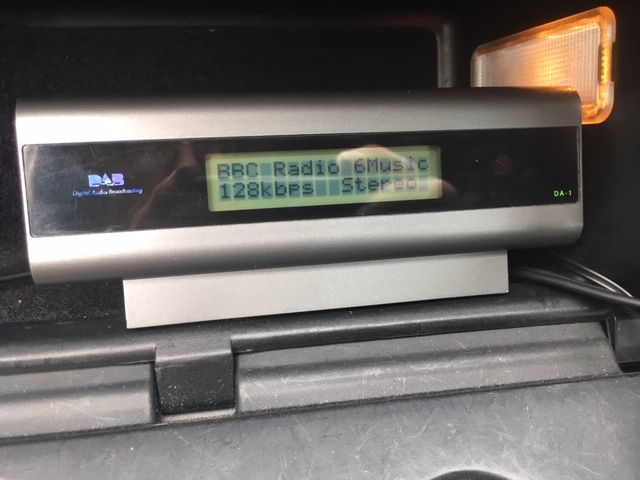 DAB
Digital Audio Broadcasting
BBC Radio 6Music
128kbps Stereo
DA-1